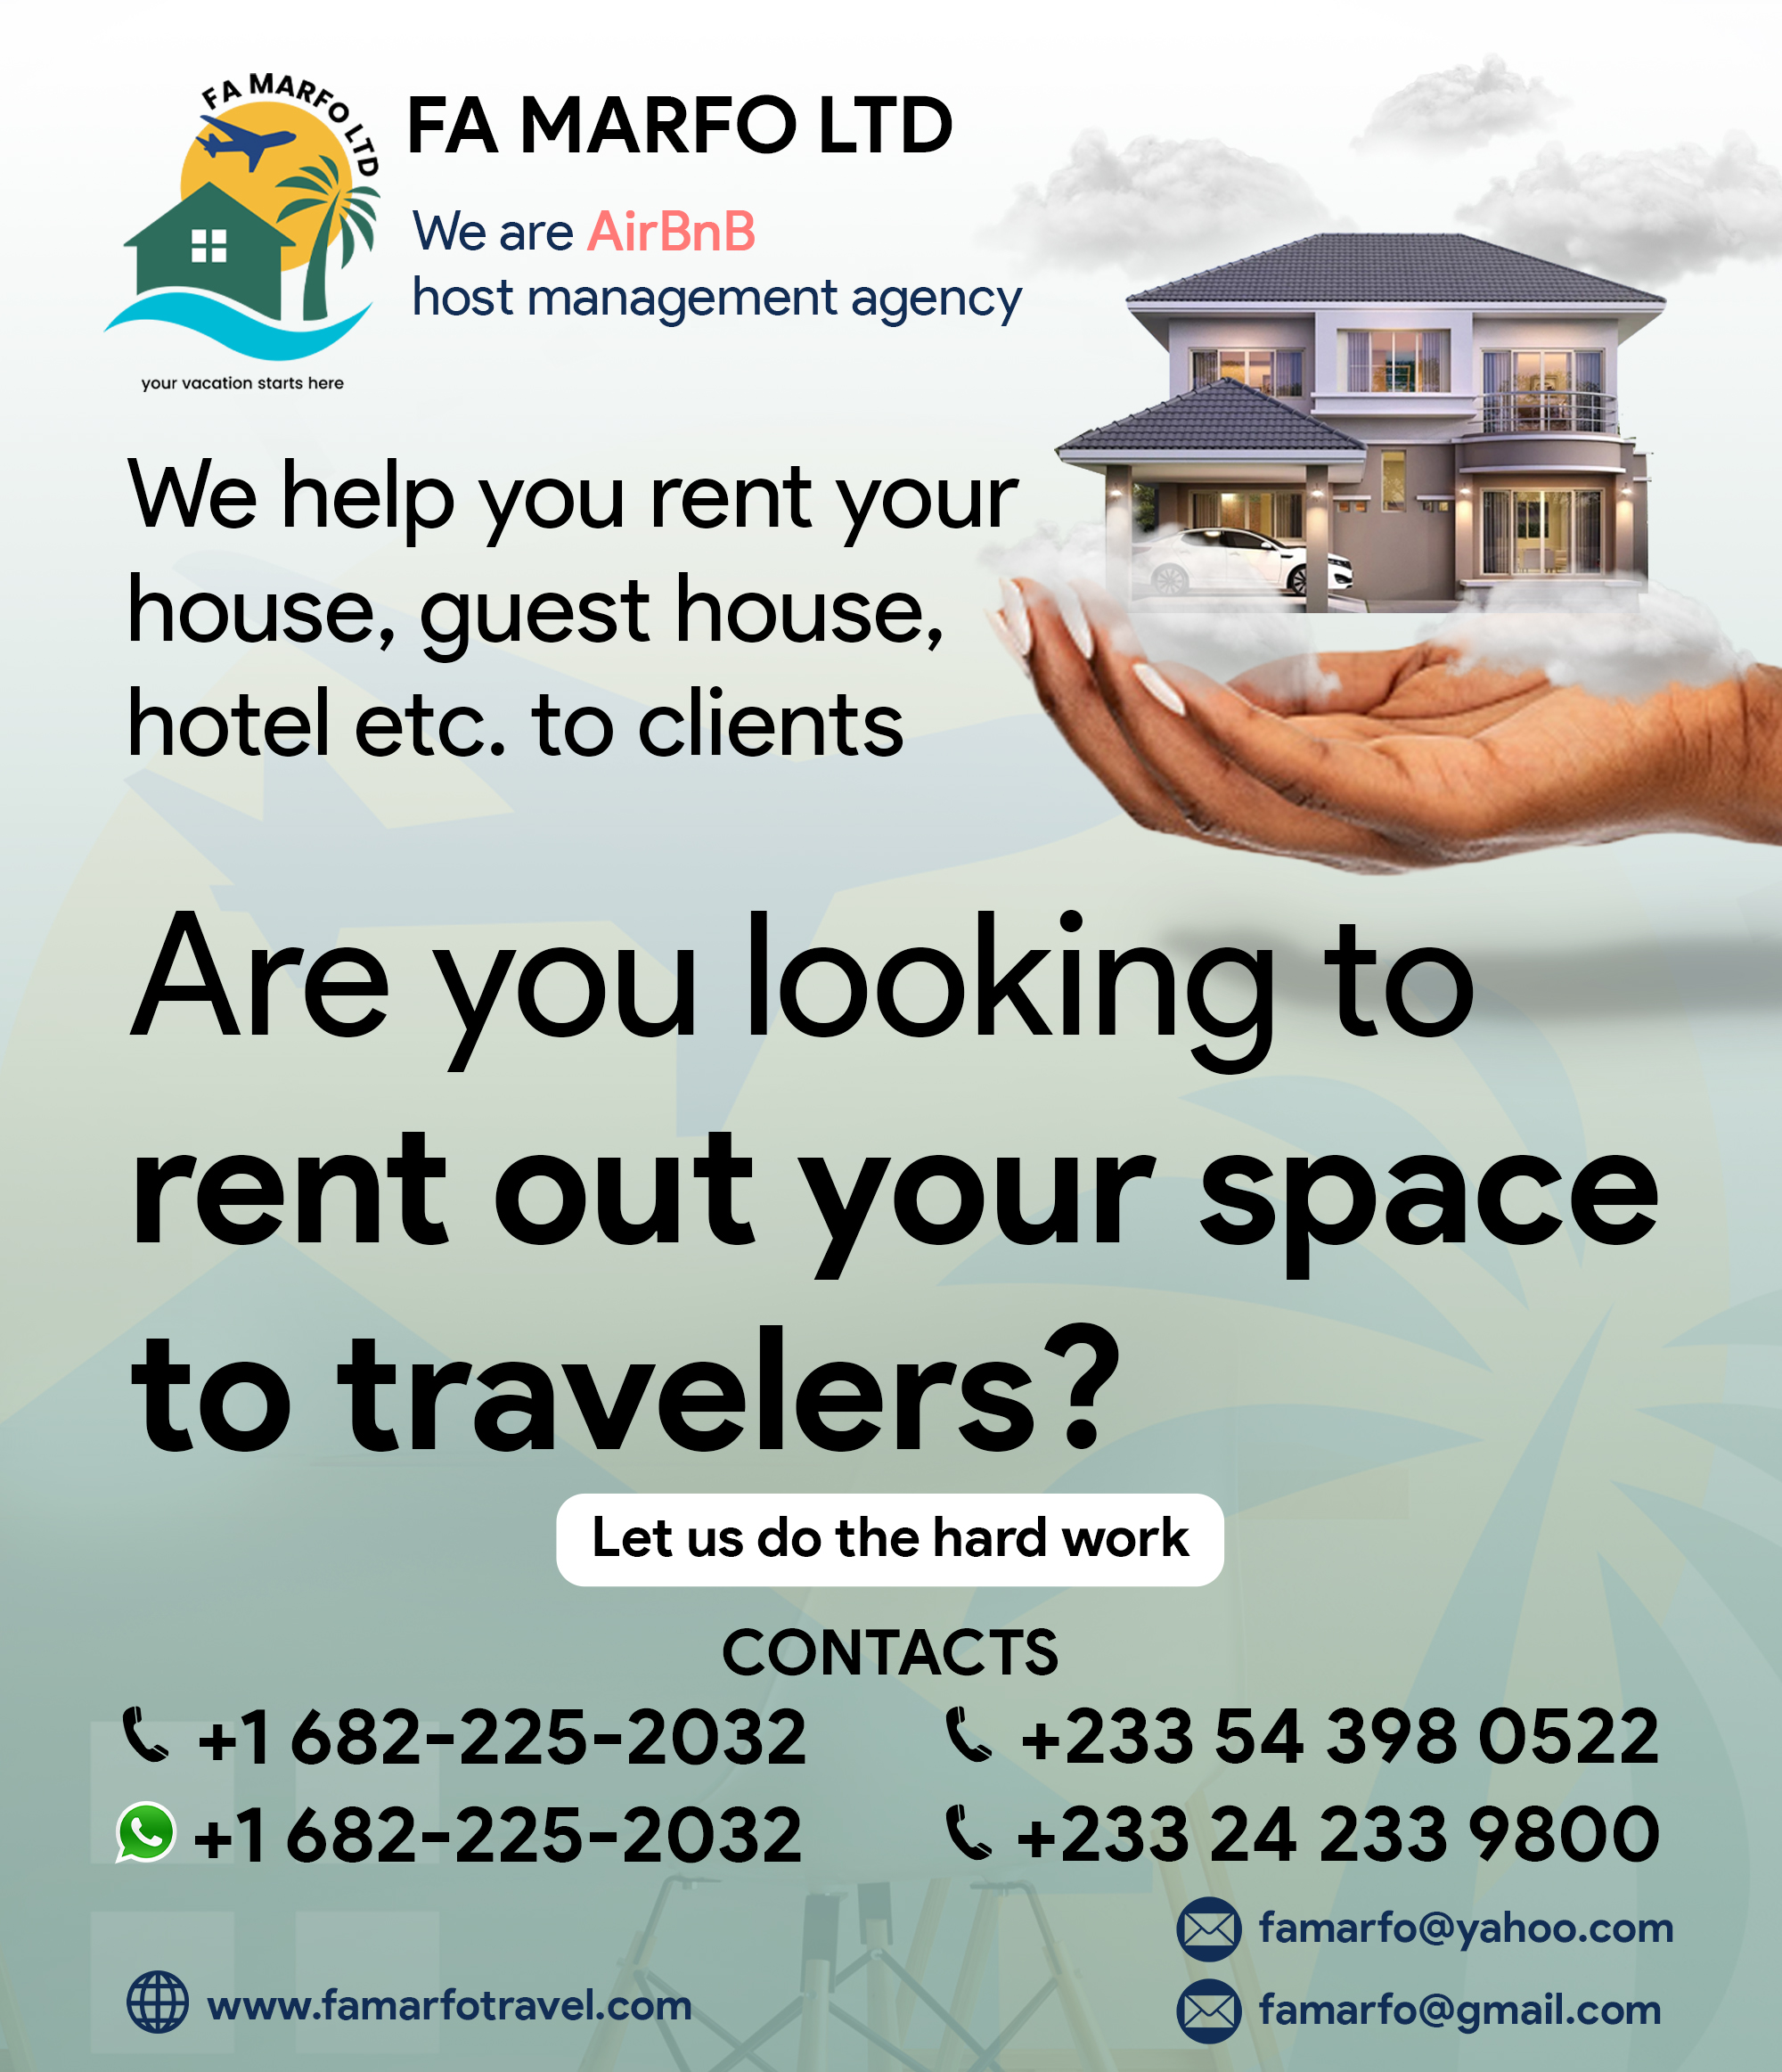 FA MARFO LTD
your vacation starts here
FA MARFO LTD
We are AirBnB
host management agency
We help you rent your
house, guest house,
hotel etc. to clients
Are you looking to
rent out your space
to travelers?
Let us do the hard work
CONTACTS
+1 682-225-2032
+233 54 398 0522
+1 682-225-2032
+233 24 233 9800
famarfo@yahoo.com
www.famarfotravel.com
famarfo@gmail.com